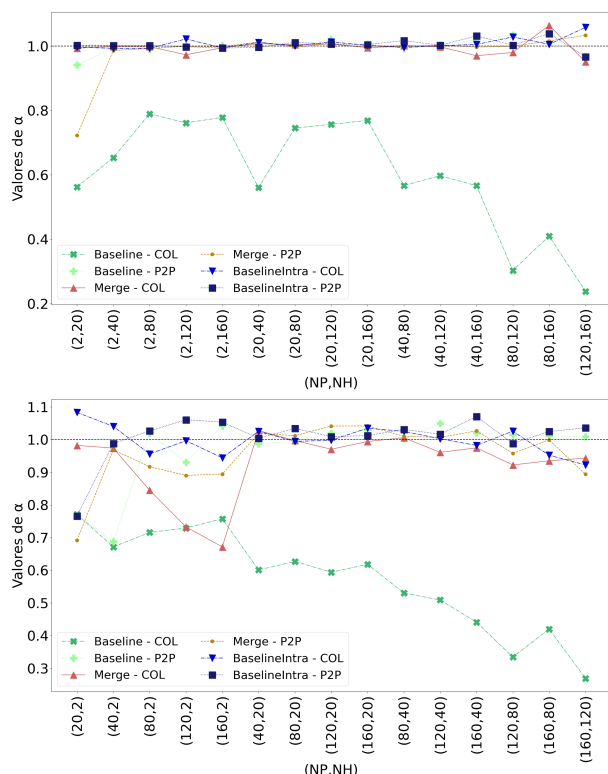 1.0
0.8
0.6
0.4
0.2
Valores de α
Baseline - COL
Baseline - P2P
Merge - COL
Merge - P2P
BaselineIntra - COL
BaselineIntra - P2P
(2,20)
(2,40)
(2,80)
(2,120)
(2,160)
(20,40)
(20,80)
(20,120)
(20,160)
(40,80)
(40,120)
(40,160)
(80,120)
(80,160)
(120,160)
(NP,NH)
1.1
1.0
0.9
0.8
0.7
0.6
0.5
0.4
0.3
Valores de α
Baseline - COL
Baseline - P2P
Merge - COL
Merge - P2P
BaselineIntra - COL
BaselineIntra - P2P
(20,2)
(40,2)
(80,2)
(120,2)
(160,2)
(40,20)
(80,20)
(120,20)
(160,20)
(80,40)
(120,40)
(160,40)
(120,80)
(160,80)
(160,120)
(NP,NH)